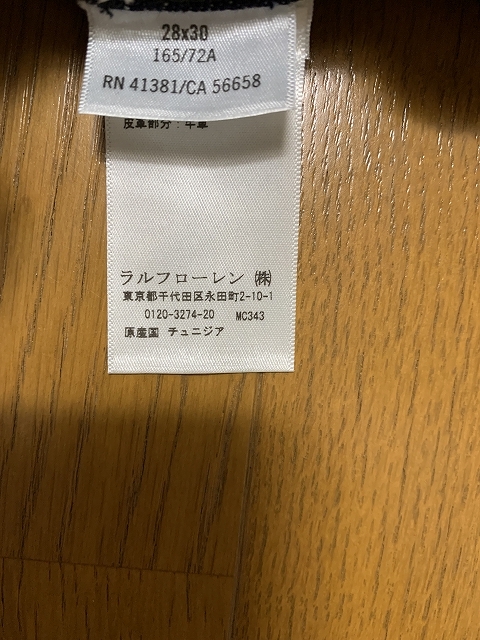 28x30
165/72A
RN 41381/CA 56658
皮革部分：牛革
ラルフローレン ㈱
東京都千代田区永田町2-10-1
0120-3274-20 MC343
原産国 チュニジア